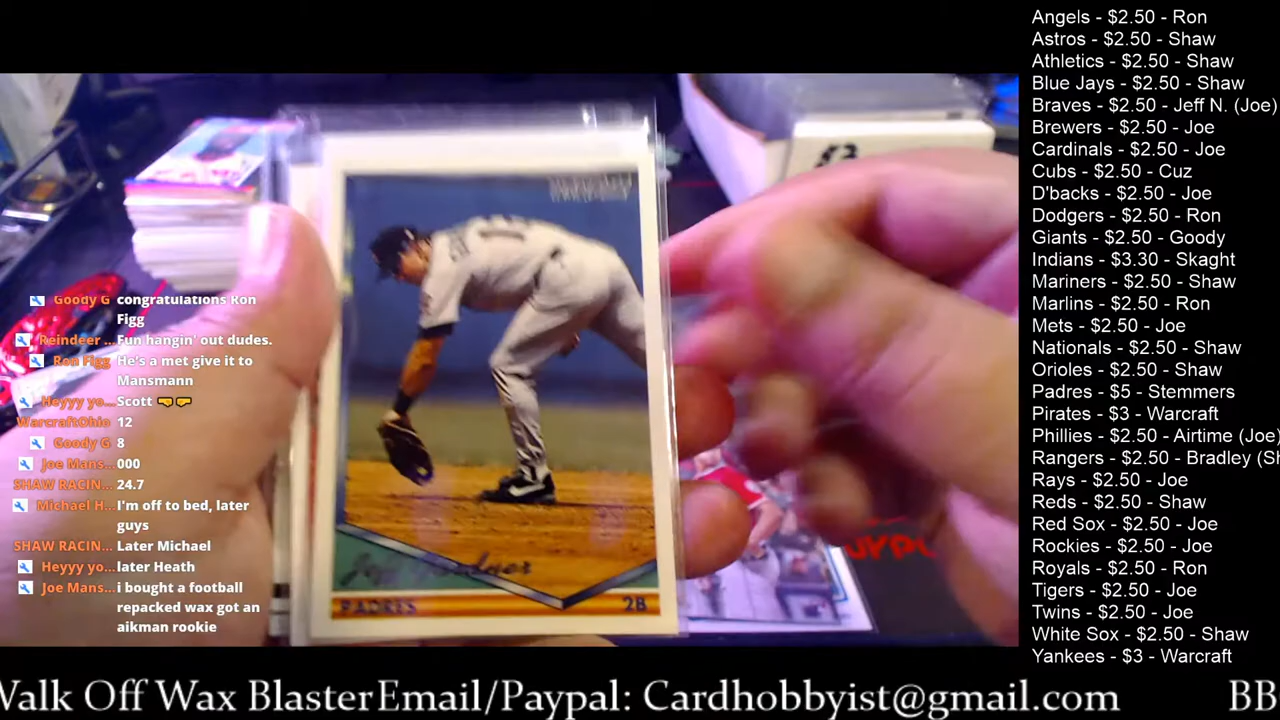 Angels - $2.50 - Ron
Astros - $2.50 - Shaw
Athletics - $2.50 - Shaw
Blue Jays - $2.50 - Shaw
Braves - $2.50 - Jeff N. (Joe)
Brewers - $2.50 - Joe
Cardinals - $2.50 - Joe
Cubs - $2.50 - Cuz
D'backs - $2.50 - Joe
Dodgers - $2.50 - Ron
Giants - $2.50 - Goody
Indians - $3.30 - Skaght
Mariners - $2.50 - Shaw
Marlins - $2.50 - Ron
Mets - $2.50 - Joe
Nationals - $2.50 - Shaw
Orioles - $2.50 - Shaw
Padres - $5 - Stemmers
Pirates - $3 - Warcraft
Phillies - $2.50 - Airtime (Joe)
Rangers - $2.50 - Bradley (Sh
Rays - $2.50 - Joe
Reds - $2.50 - Shaw
Red Sox - $2.50 - Joe
Rockies - $2.50 - Joe
Royals - $2.50 - Ron
Tigers - $2.50 - Joe
Twins - $2.50 - Joe
White Sox - $2.50 - Shaw
Yankees - $3 - Warcraft
Goody G congratulations Ron
Figg
Reindeer ... Fun hangin' out dudes.
Ron Figg He's a met give it to
Mansmann
Heyyy yo... Scott
WarcraftOhio 12
Goody G 8
Joe Mans... 000
SHAW RACIN... 24.7
Michael H... I'm off to bed, later
guys
SHAW RACIN... Later Michael
Heyyy yo... later Heath
Joe Mans... i bought a football
repacked wax got an
aikman rookie
PADRES 2B
Walk Off Wax Blaster Email/Paypal: Cardhobbyist@gmail.com BB